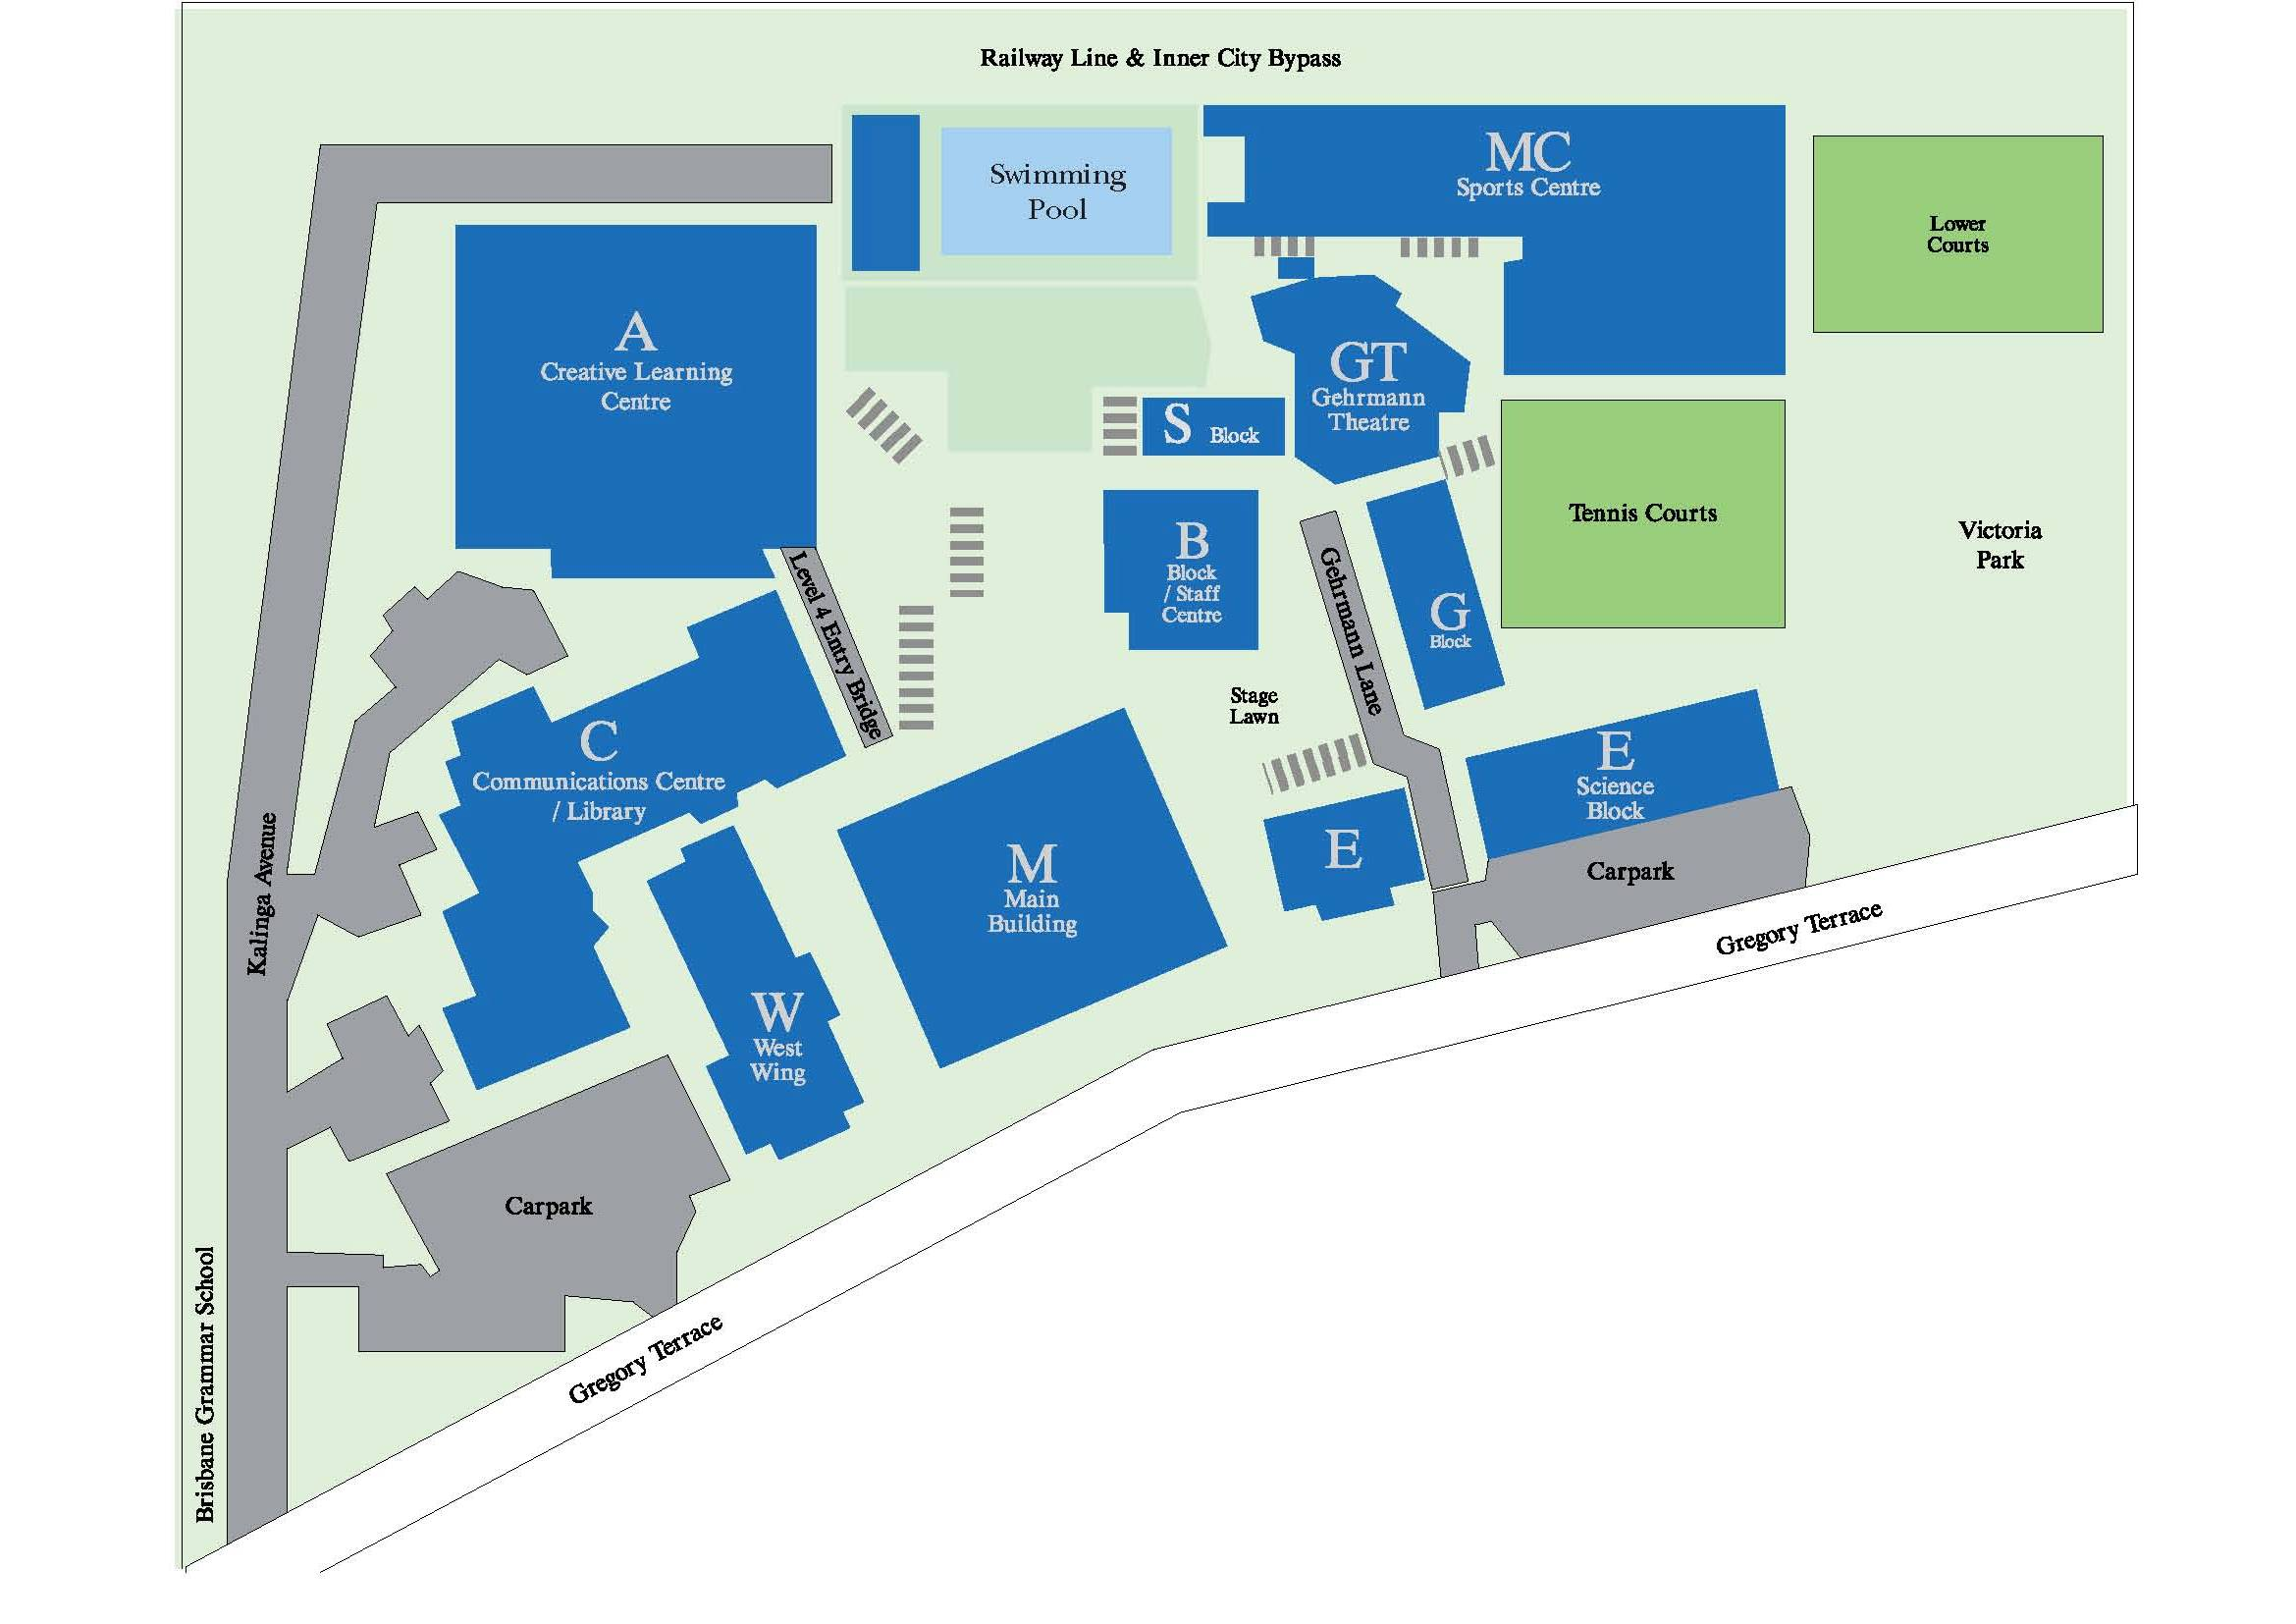 Railway Line & Inner City Bypass
Swimming
Pool
MC
Sports Centre
Lower
Courts
A
Creative Learning
Centre
GT
Gehrmann
Theatre
S Block
Tennis Courts
Victoria
Park
B
Block
/ Staff
Centre
Level 4 Entry Bridge
Gehrmann Lane
G
Block
Stage
Lawn
C
Communications Centre
/ Library
E
Science
Block
E
M
Main
Building
Carpark
Kalinga Avenue
Gregory Terrace
W
West
Wing
Carpark
Brisbane Grammar School
Gregory Terrace